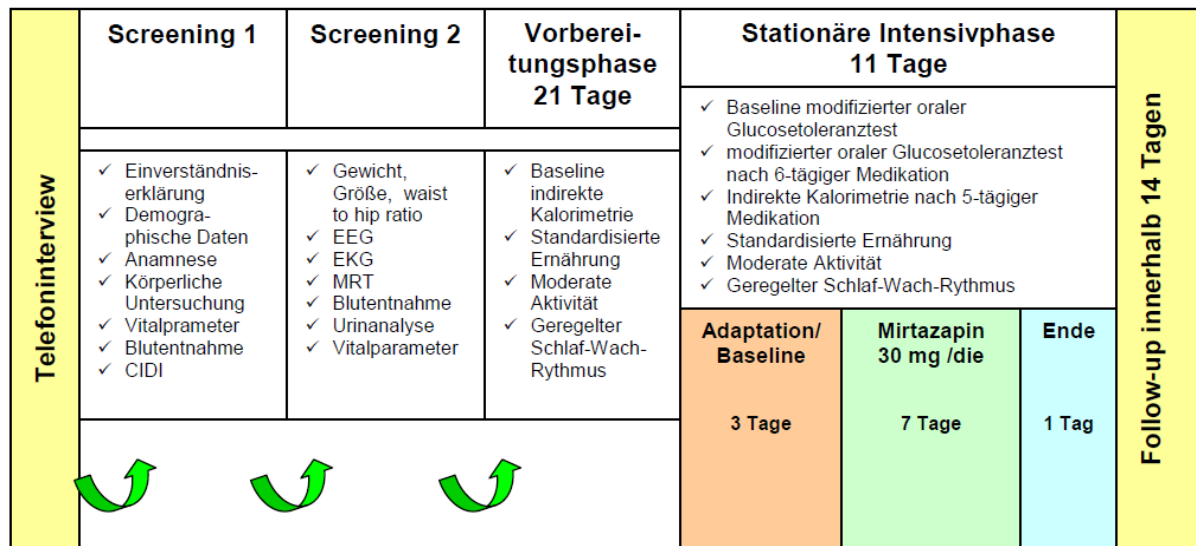 Telefoninterview
Screening 1
Einverständnis-
erklärung
Demogra-
phische Daten
Anamnese
Körperliche
Untersuchung
Vitalprameter
Blutentnahme
CIDI
Screening 2
Gewicht,
Größe, waist
to hip ratio
EEG
EKG
MRT
Blutentnahme
Urinanalyse
Vitalparameter
Vorberei-
tungsphase
21 Tage
Baseline
indirekte
Kalorimetrie
Standardisierte
Ernährung
Moderate
Aktivität
Geregelter
Schlaf-Wach-
Rythmus
Stationäre Intensivphase
11 Tage
Baseline modifizierter oraler
Glucosetoleranztest
modifizierter oraler Glucosetoleranztest
nach 6-tägiger Medikation
Indirekte Kalorimetrie nach 5-tägiger
Medikation
Standardisierte Ernährung
Moderate Aktivität
Geregelter Schlaf-Wach-Rythmus
Adaptation/
Baseline
3 Tage
Mirtazapin
30 mg /die
7 Tage
Ende
1 Tag
Follow-up innerhalb 14 Tagen